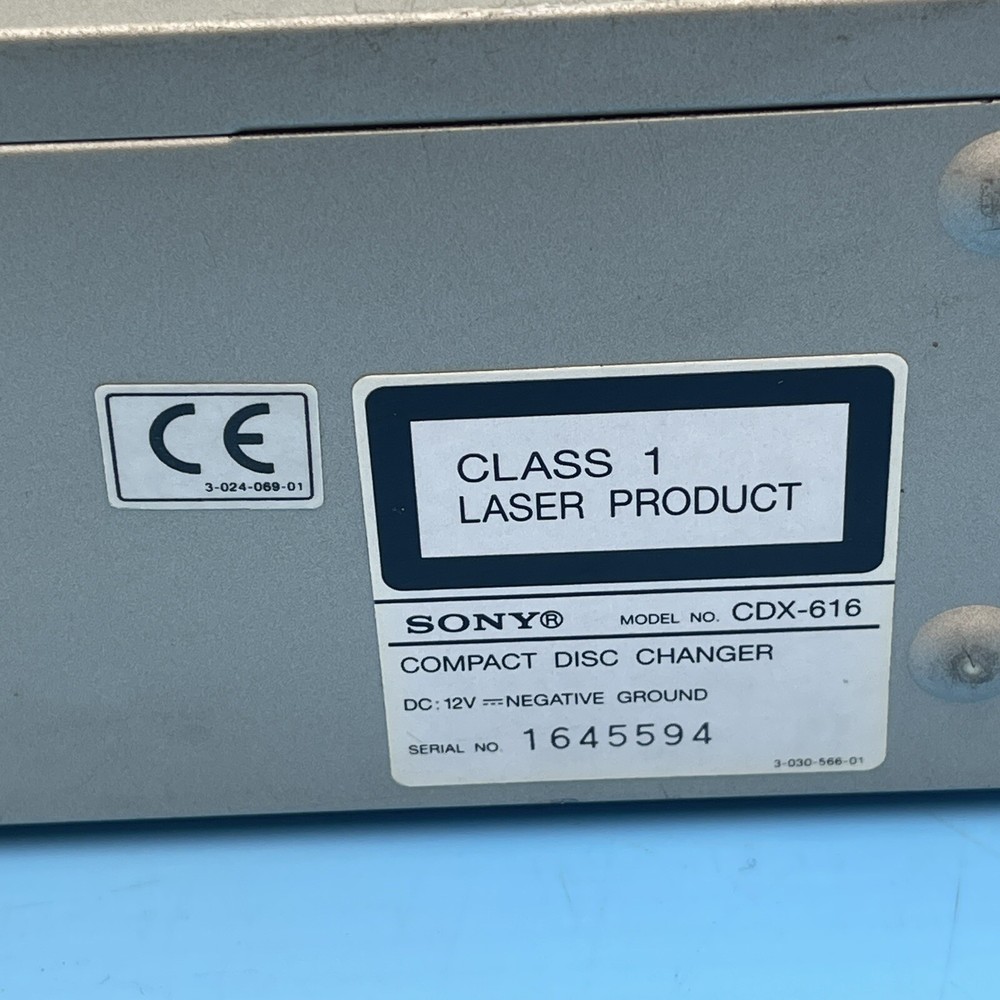 CE
3-024-069-01
CLASS 1
LASER PRODUCT
SONY® MODEL NO. CDX-616
COMPACT DISC CHANGER
DC: 12V ⎓ NEGATIVE GROUND
SERIAL NO. 1645594
3-030-566-01